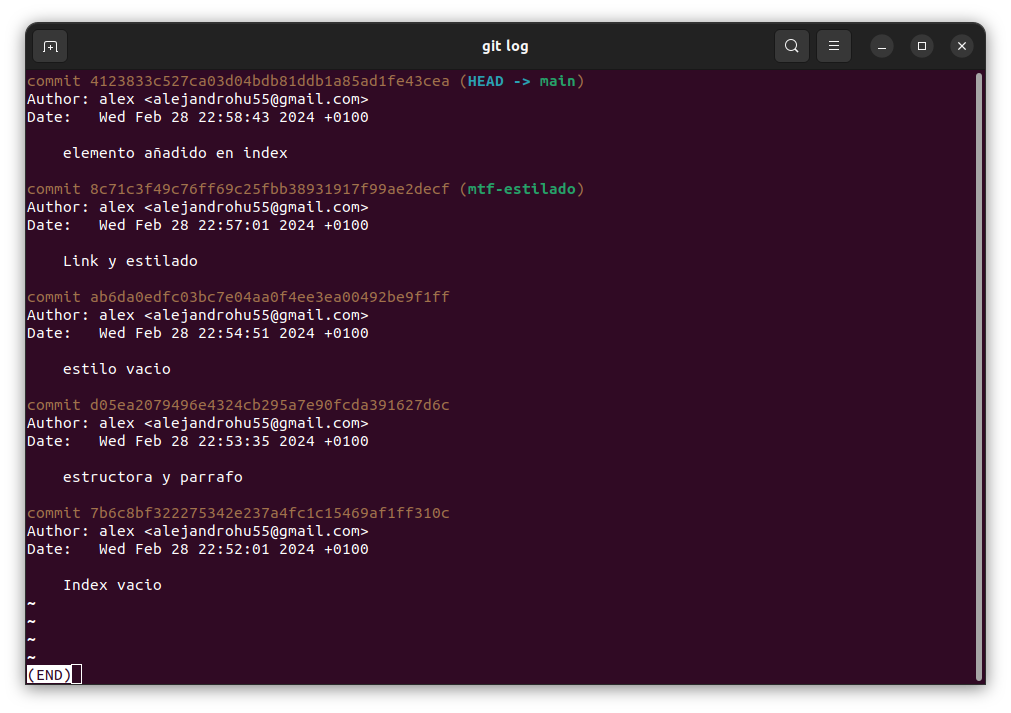 git log
commit 4123833c527ca03d04bdb81ddb1a85ad1fe43cea (HEAD -> main)
Author: alex <alejandrohu55@gmail.com>
Date:   Wed Feb 28 22:58:43 2024 +0100
    elemento añadido en index
commit 8c71c3f49c76ff69c25fbb38931917f99ae2decf (mtf-estilado)
Author: alex <alejandrohu55@gmail.com>
Date:   Wed Feb 28 22:57:01 2024 +0100
    Link y estilado
commit ab6da0edfc03bc7e04aa0f4ee3ea00492be9f1ff
Author: alex <alejandrohu55@gmail.com>
Date:   Wed Feb 28 22:54:51 2024 +0100
    estilo vacio
commit d05ea2079496e4324cb295a7e90fcda391627d6c
Author: alex <alejandrohu55@gmail.com>
Date:   Wed Feb 28 22:53:35 2024 +0100
    estructora y parrafo
commit 7b6c8bf322275342e237a4fc1c15469af1ff310c
Author: alex <alejandrohu55@gmail.com>
Date:   Wed Feb 28 22:52:01 2024 +0100
    Index vacio
~
~
~
~
(END)